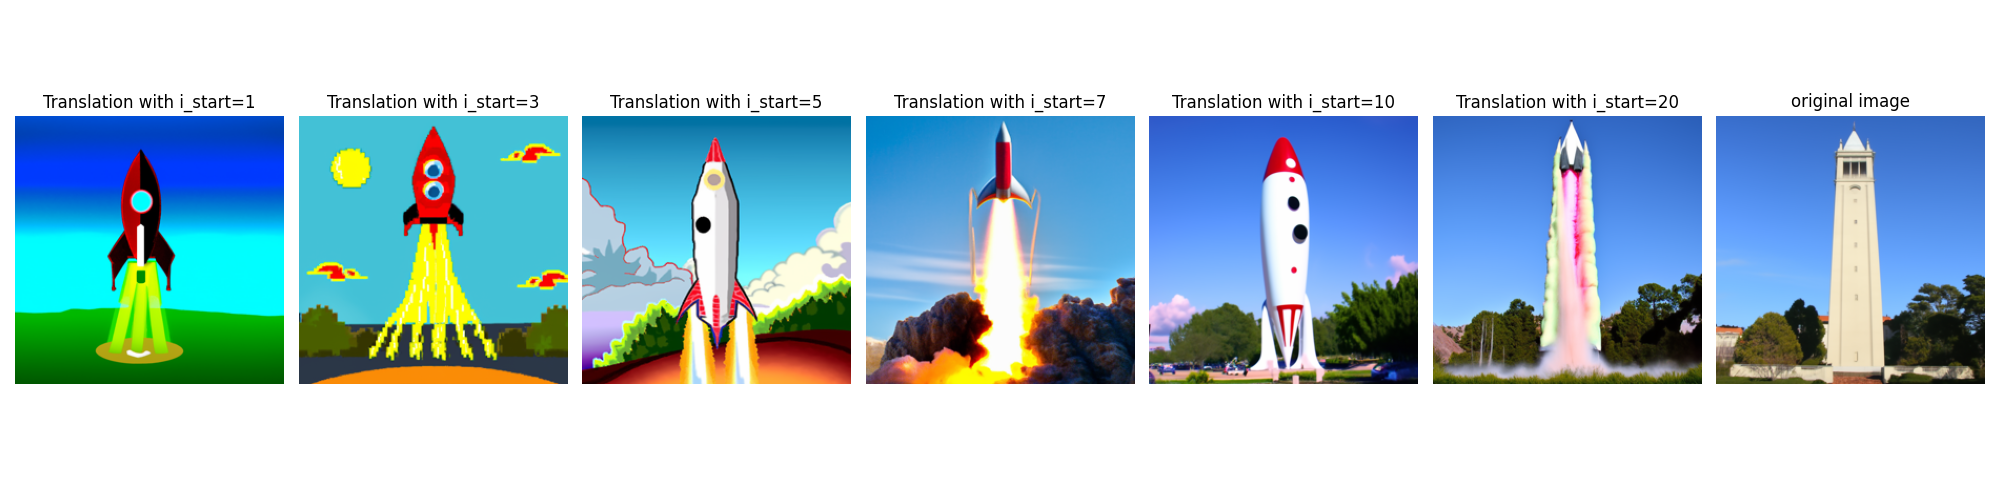 Translation with i_start=1
Translation with i_start=3
Translation with i_start=5
Translation with i_start=7
Translation with i_start=10
Translation with i_start=20
original image